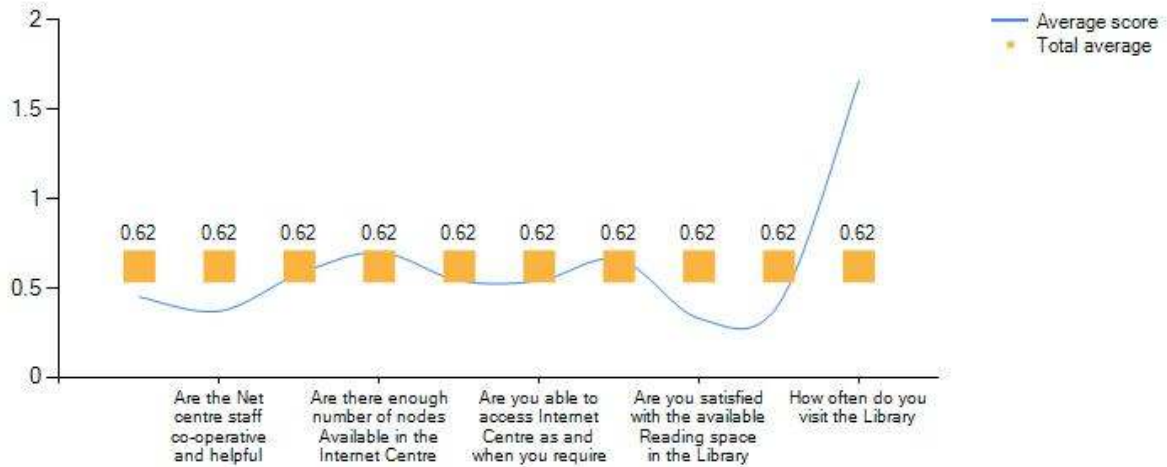 2
Average score
Total average
1.5
1
0.62 0.62 0.62 0.62 0.62 0.62 0.62 0.62 0.62 0.62
0.5
0
Are the Net
centre staff
co-operative
and helpful
Are there enough
number of nodes
Available in the
Internet Centre
Are you able to
access Internet
Centre as and
when you require
Are you satisfied
with the available
Reading space
in the Library
How often do you
visit the Library